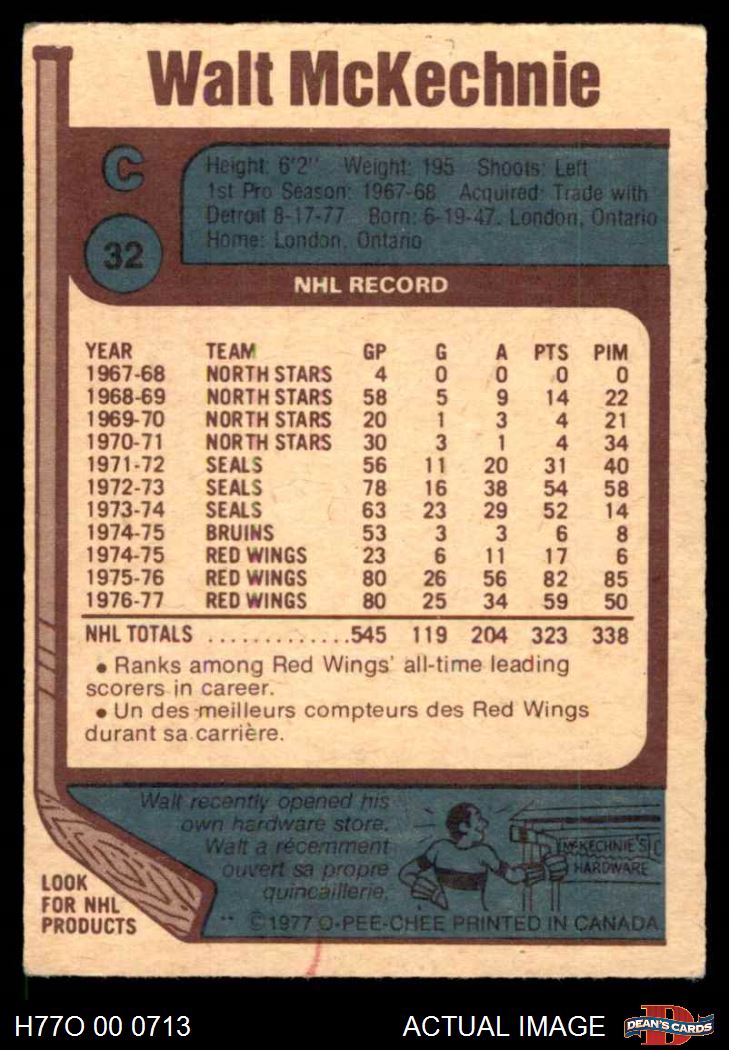 Walt McKechnie
C
Height: 6'2" Weight: 195 Shoots: Left
1st Pro Season: 1967-68 Acquired: Trade with
Detroit 8-17-77 Born: 6-19-47, London, Ontario
Home: London, Ontario
32
NHL RECORD
YEAR TEAM GP G A PTS PIM
1967-68 NORTH STARS 4 0 0 0 0
1968-69 NORTH STARS 58 5 9 14 22
1969-70 NORTH STARS 20 1 3 4 21
1970-71 NORTH STARS 30 3 1 4 34
1971-72 SEALS 56 11 20 31 40
1972-73 SEALS 78 16 38 54 58
1973-74 SEALS 63 23 29 52 14
1974-75 BRUINS 53 3 3 6 8
1974-75 RED WINGS 23 6 11 17 6
1975-76 RED WINGS 80 26 56 82 85
1976-77 RED WINGS 80 25 34 59 50
NHL TOTALS .............545 119 204 323 338
• Ranks among Red Wings' all-time leading
scorers in career.
• Un des meilleurs compteurs des Red Wings
durant sa carrière.
Walt recently opened his
own hardware store.
Walt a récemment
ouvert sa propre
quincaillerie.
McKECHNIE'S
HARDWARE
LOOK
FOR NHL
PRODUCTS
** © 1977 O-PEE-CHEE PRINTED IN CANADA
H77O 00 0713
ACTUAL IMAGE
D
DEAN'S CARDS